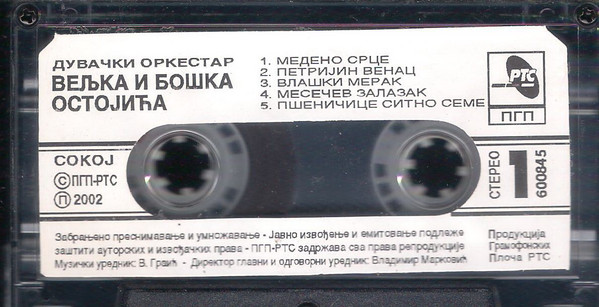 ДУВАЧКИ ОРКЕСТАР
ВЕЉКА И БОШКА
ОСТОЈИЋА
1. МЕДЕНО СРЦЕ
2. ПЕТРИЈИН ВЕНАЦ
3. ВЛАШКИ МЕРАК
4. МЕСЕЧЕВ ЗАЛАЗАК
5. ПШЕНИЧИЦЕ СИТНО СЕМЕ
РТС
ПГП
СОКОЈ
©ПГП-РТС
Ⓟ 2002
СТЕРЕО
1
600845
Забрањено преснимавање и умножавање - Јавно извођење и емитовање подлеже
заштити ауторских и извођачких права - ПГП-РТС задржава сва права репродукције
Музички уредник: В. Граић - Директор главни и одговорни уредник: Владимир Марковић
Продукција
Грамофонских
Плоча РТС